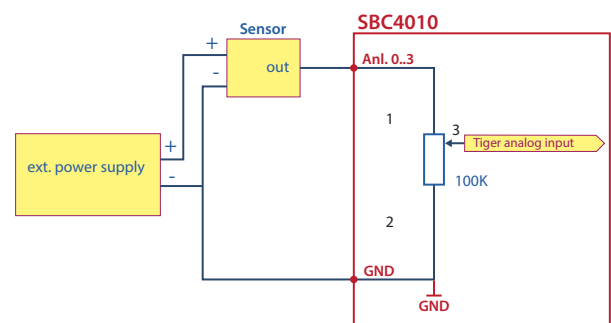 SBC4010
Sensor
+
-
out
Anl. 0..3
1
3
Tiger analog input
+
ext. power supply
-
100K
2
GND
GND